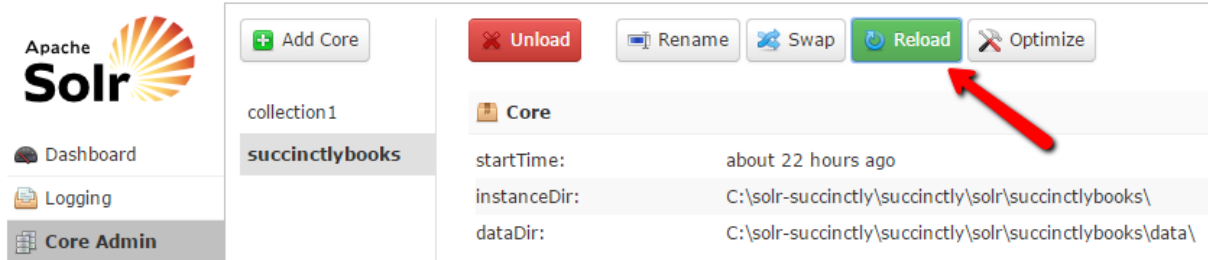 Apache
Solr
Dashboard
Logging
Core Admin
Add Core
collection1
succinctlybooks
Unload
Rename
Swap
Reload
Optimize
Core
startTime: about 22 hours ago
instanceDir: C:\solr-succinctly\succinctly\solr\succinctlybooks\
dataDir: C:\solr-succinctly\succinctly\solr\succinctlybooks\data\